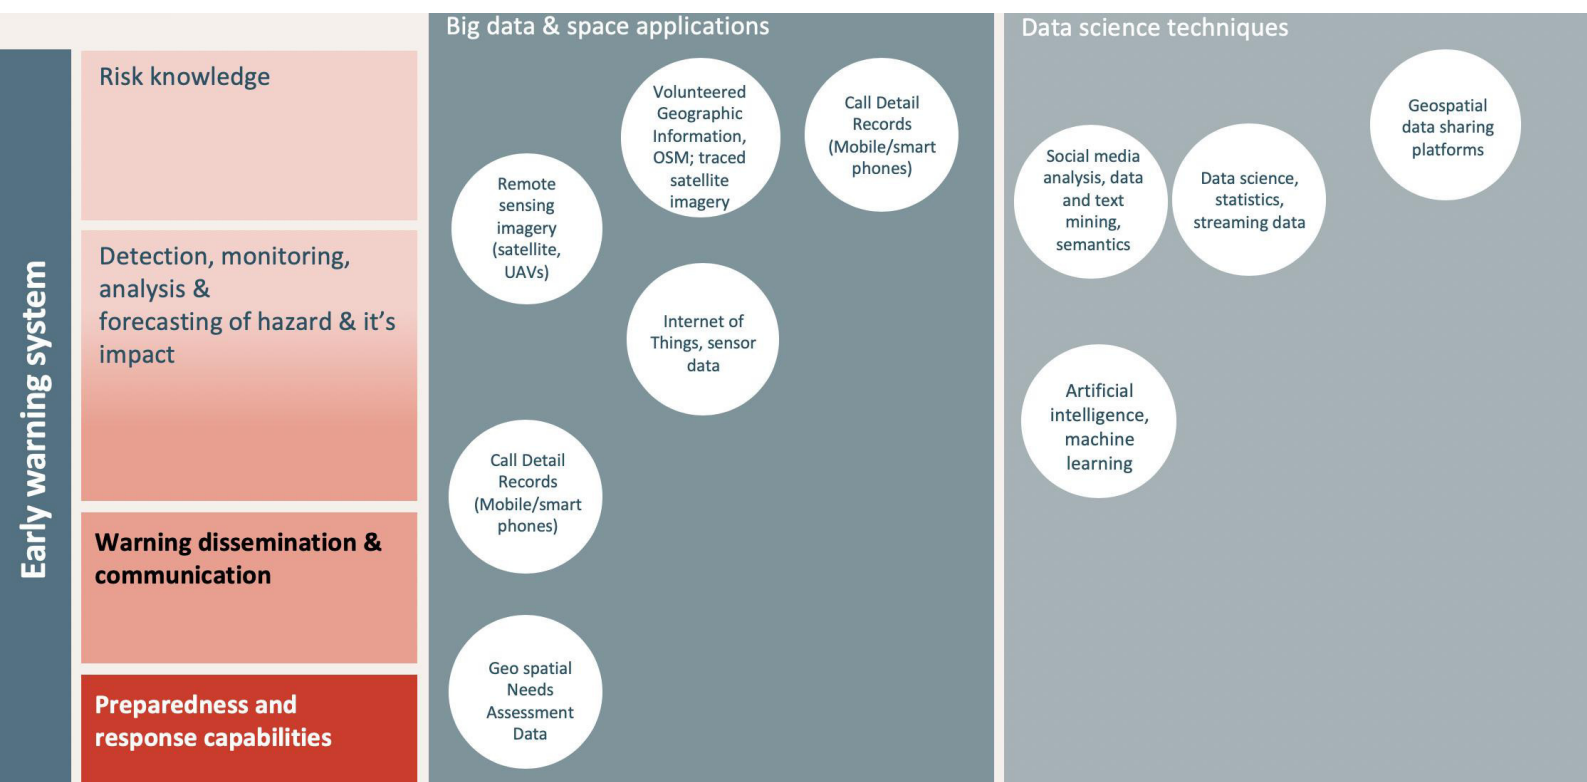 Early warning system
Risk knowledge
Detection, monitoring,
analysis &
forecasting of hazard & it's
impact
Warning dissemination &
communication
Preparedness and
response capabilities
Big data & space applications
Remote
sensing
imagery
(satellite,
UAVs)
Volunteered
Geographic
Information,
OSM; traced
satellite
imagery
Call Detail
Records
(Mobile/smart
phones)
Internet of
Things, sensor
data
Call Detail
Records
(Mobile/smart
phones)
Geo spatial
Needs
Assessment
Data
Data science techniques
Social media
analysis, data
and text
mining,
semantics
Data science,
statistics,
streaming data
Geospatial
data sharing
platforms
Artificial
intelligence,
machine
learning